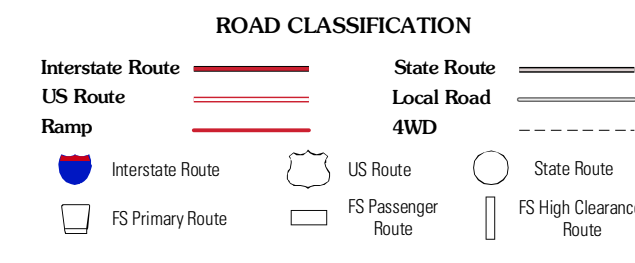 ROAD CLASSIFICATION
Interstate Route
State Route
US Route
Local Road
Ramp
4WD
Interstate Route
US Route
State Route
FS Primary Route
FS Passenger
Route
FS High Clearance
Route